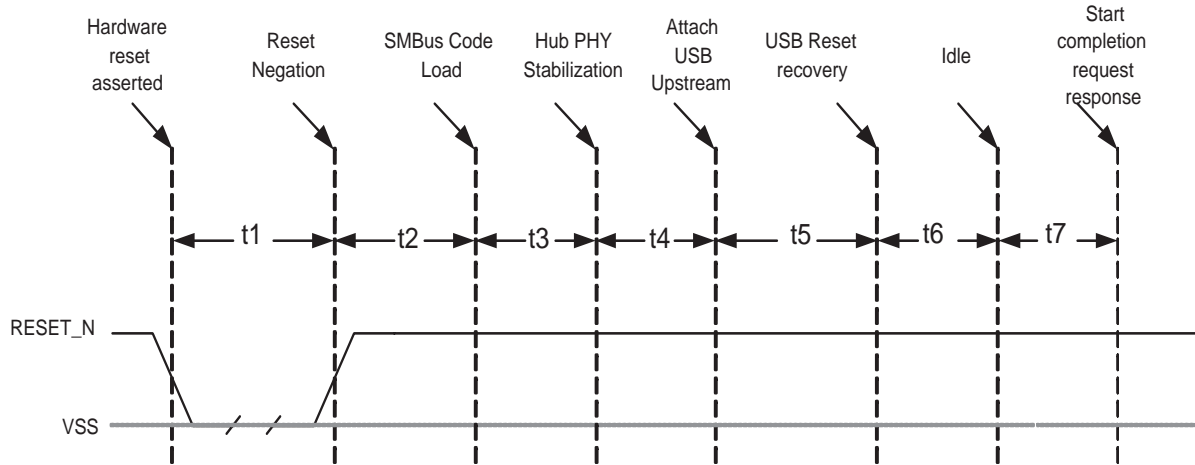 Hardware
reset
asserted
Reset
Negation
SMBus Code
Load
Hub PHY
Stabilization
Attach
USB
Upstream
USB Reset
recovery
Idle
Start
completion
request
response
t1
t2
t3
t4
t5
t6
t7
RESET_N
VSS